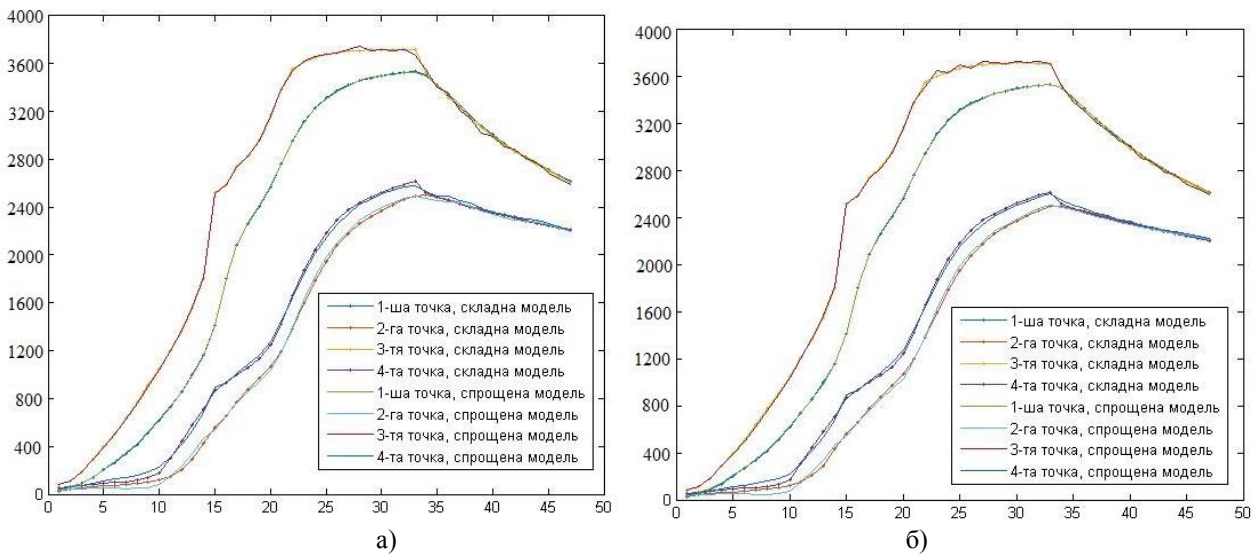 4000
3600
3200
2800
2400
2000
1600
1200
800
400
0
0 5 10 15 20 25 30 35 40 45 50
1-ша точка, складна модель
2-га точка, складна модель
3-тя точка, складна модель
4-та точка, складна модель
1-ша точка, спрощена модель
2-га точка, спрощена модель
3-тя точка, спрощена модель
4-та точка, спрощена модель
а)
4000
3600
3200
2800
2400
2000
1600
1200
800
400
0
0 5 10 15 20 25 30 35 40 45 50
1-ша точка, складна модель
2-га точка, складна модель
3-тя точка, складна модель
4-та точка, складна модель
1-ша точка, спрощена модель
2-га точка, спрощена модель
3-тя точка, спрощена модель
4-та точка, спрощена модель
б)